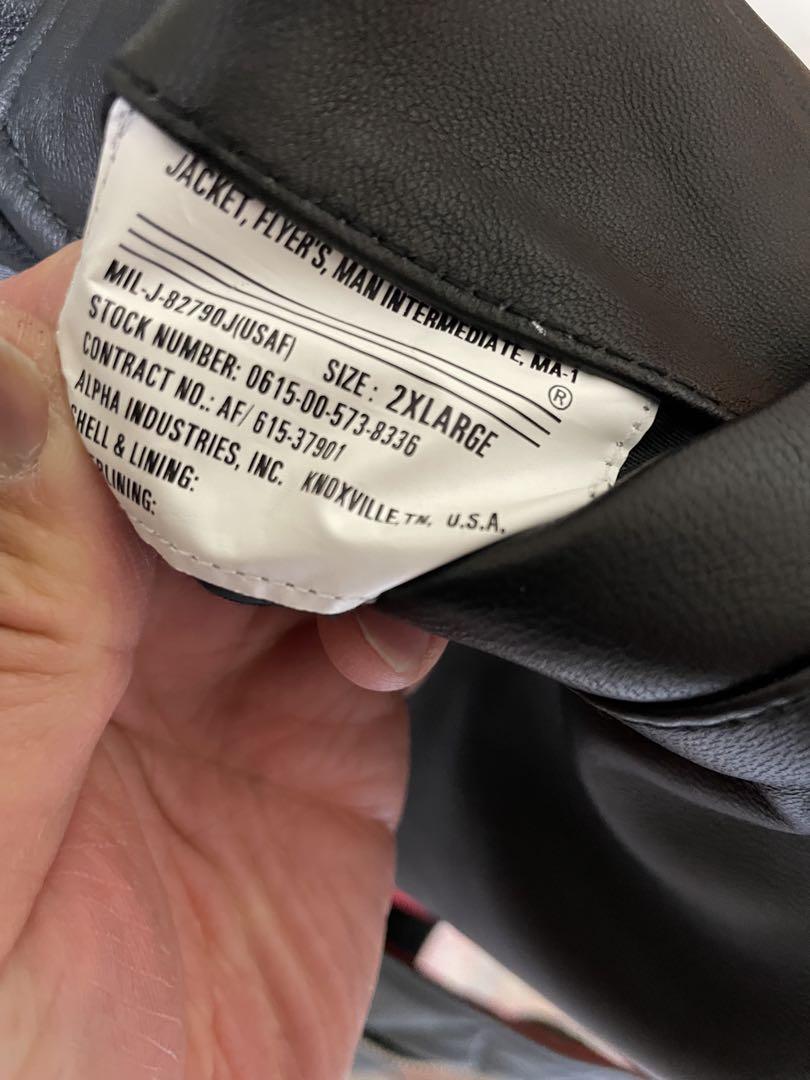 JACKET, FLYER'S, MAN INTERMEDIATE, MA-1
®
MIL-J-82790J(USAF) SIZE: 2XLARGE
STOCK NUMBER: 0615-00-573-8336
CONTRACT NO.: AF/ 615-37901
ALPHA INDUSTRIES, INC. KNOXVILLE, TN, U.S.A.
SHELL & LINING: